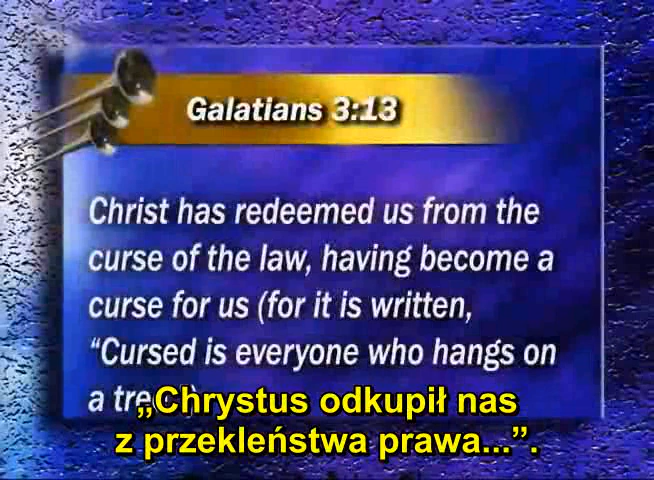 Galatians 3:13
Christ has redeemed us from the
curse of the law, having become a
curse for us (for it is written,
“Cursed is everyone who hangs on
a
„Chrystus odkupił nas
z przekleństwa prawa...”.